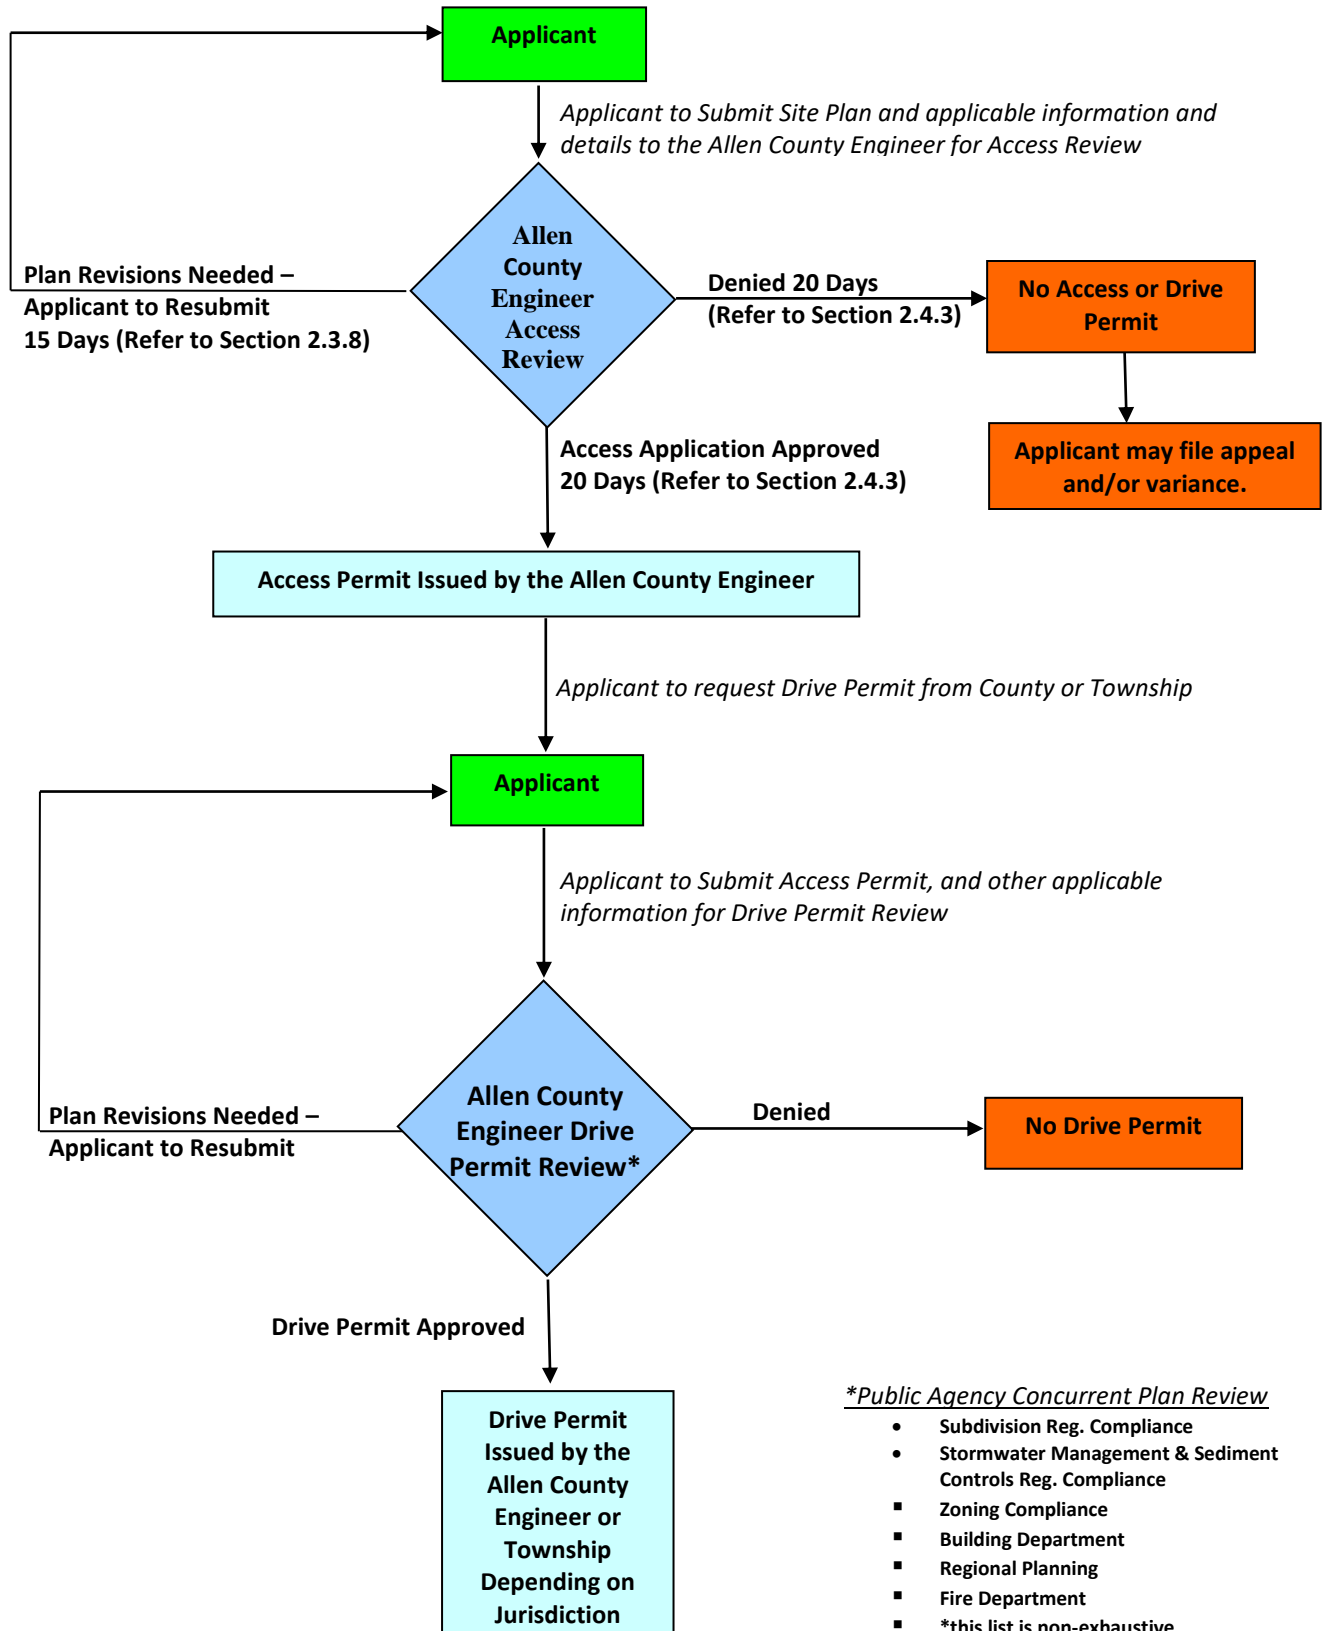 Applicant
Applicant to Submit Site Plan and applicable information and
details to the Allen County Engineer for Access Review
Allen
County
Engineer
Access
Review
Plan Revisions Needed –
Applicant to Resubmit
15 Days (Refer to Section 2.3.8)
Denied 20 Days
(Refer to Section 2.4.3)
No Access or Drive
Permit
Applicant may file appeal
and/or variance.
Access Application Approved
20 Days (Refer to Section 2.4.3)
Access Permit Issued by the Allen County Engineer
Applicant to request Drive Permit from County or Township
Applicant
Applicant to Submit Access Permit, and other applicable
information for Drive Permit Review
Allen County
Engineer Drive
Permit Review*
Plan Revisions Needed –
Applicant to Resubmit
Denied
No Drive Permit
Drive Permit Approved
Drive Permit
Issued by the
Allen County
Engineer or
Township
Depending on
Jurisdiction
*Public Agency Concurrent Plan Review
• Subdivision Reg. Compliance
• Stormwater Management & Sediment
Controls Reg. Compliance
▪ Zoning Compliance
▪ Building Department
▪ Regional Planning
▪ Fire Department
▪ *this list is non-exhaustive